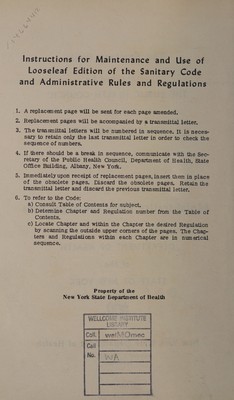 Instructions for Maintenance and Use of
Looseleaf Edition of the Sanitary Code
and Administrative Rules and Regulations
1. A replacement page will be sent for each page amended.
2. Replacement pages will be accompanied by a transmittal letter.
3. The transmittal letters will be numbered in sequence. It is neces-
sary to retain only the last transmittal letter in order to check the
sequence of numbers.
4. If there should be a break in sequence, communicate with the Sec-
retary of the Public Health Council, Department of Health, State
Office Building, Albany, New York.
5. Immediately upon receipt of replacement pages, insert them in place
of the obsolete pages. Discard the obsolete pages. Retain the
transmittal letter and discard the previous transmittal letter.
6. To refer to the Code:
a) Consult Table of Contents for subject.
b) Determine Chapter and Regulation number from the Table of
Contents.
c) Locate Chapter and within the Chapter the desired Regulation
by scanning the outside upper corners of the pages. The Chap-
ters and Regulations within each Chapter are in numerical
sequence.
Property of the
New York State Department of Health
WELLCOME INSTITUTE
LIBRARY
Coll. welMOmec
Call
No. WA